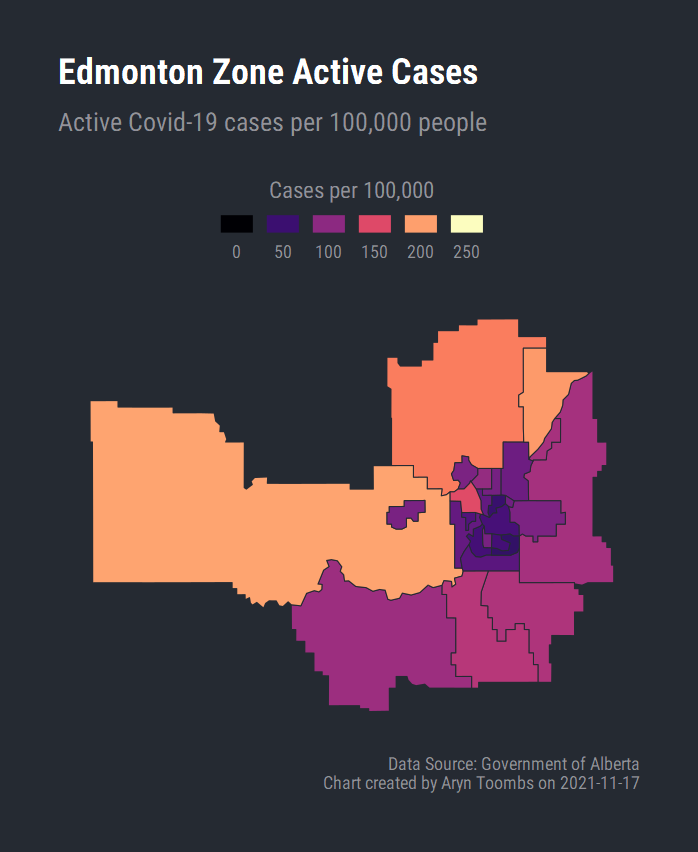 Edmonton Zone Active Cases
Active Covid-19 cases per 100,000 people
Cases per 100,000
0 50 100 150 200 250
Data Source: Government of Alberta
Chart created by Aryn Toombs on 2021-11-17